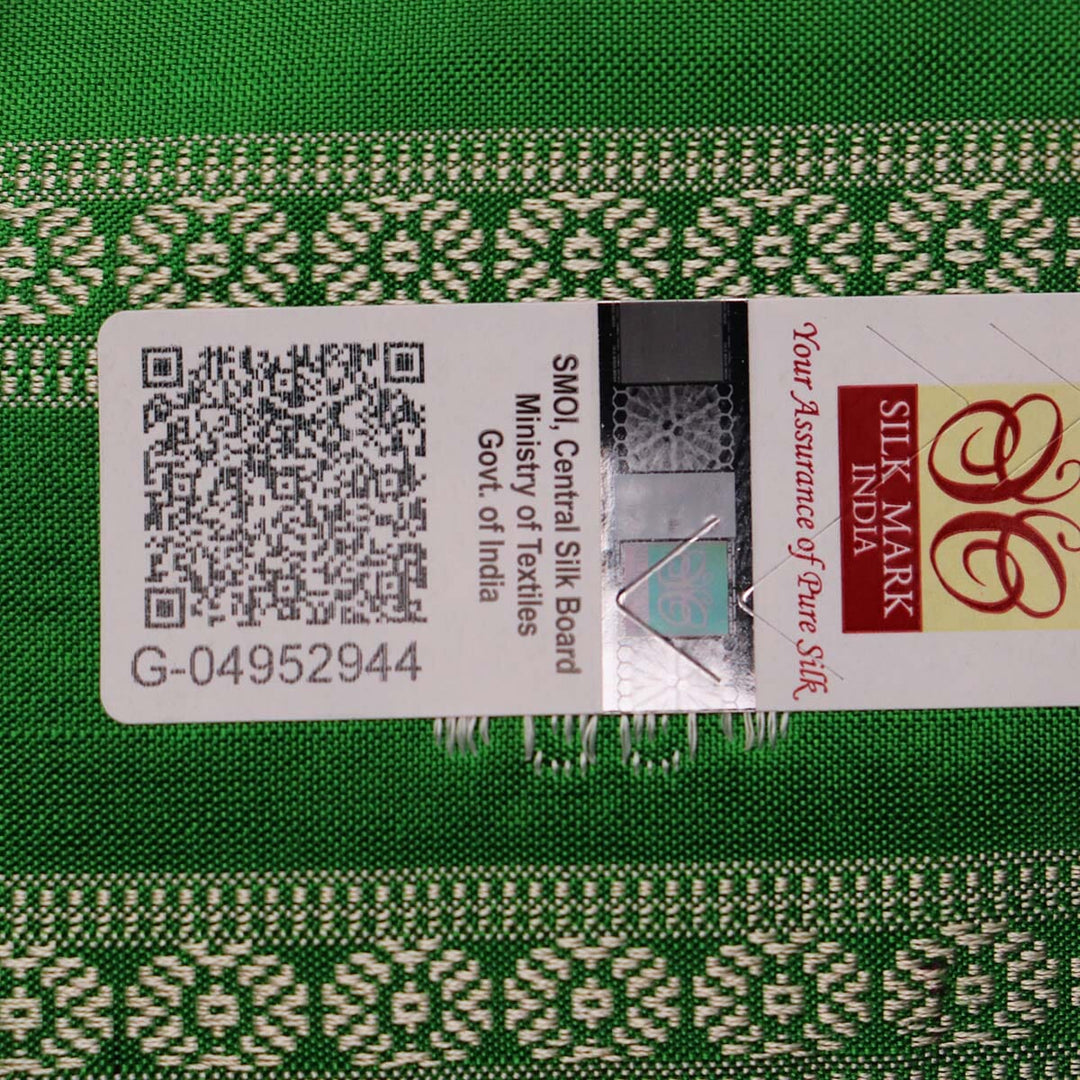 G-04952944
SMOI, Central Silk Board
Ministry of Textiles
Govt. of India
Your Assurance of Pure Silk
SILK MARK
INDIA